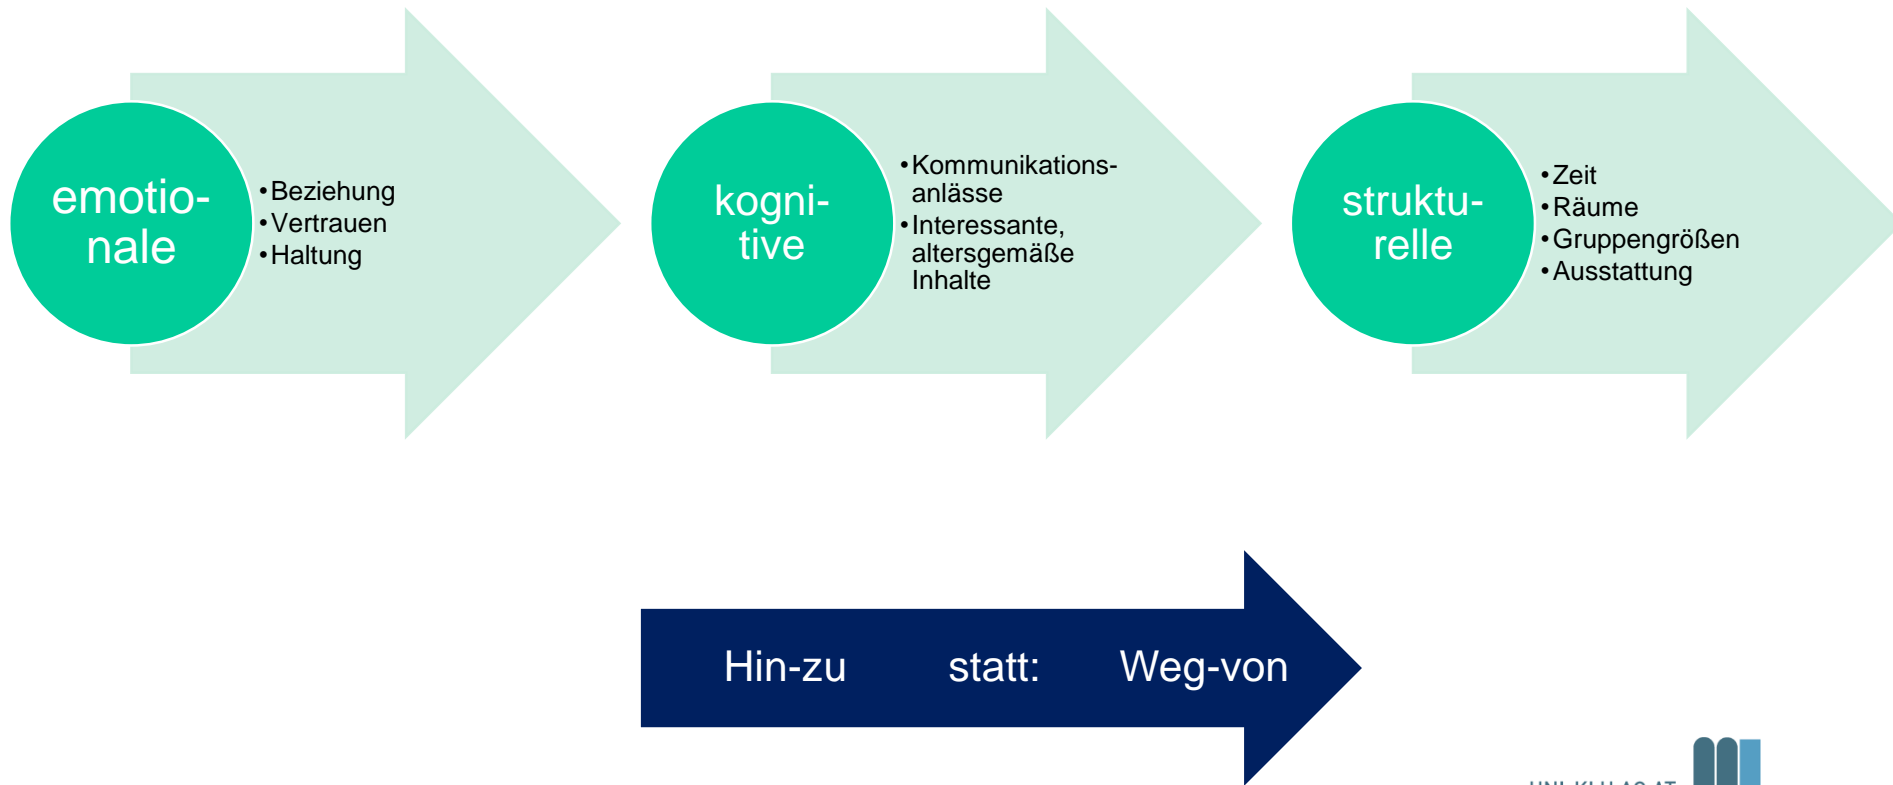 emotio-
nale
•Beziehung
•Vertrauen
•Haltung
kogni-
tive
•Kommunikations-
anlässe
•Interessante,
altersgemäße
Inhalte
struktu-
relle
•Zeit
•Räume
•Gruppengrößen
•Ausstattung
Hin-zu statt: Weg-von